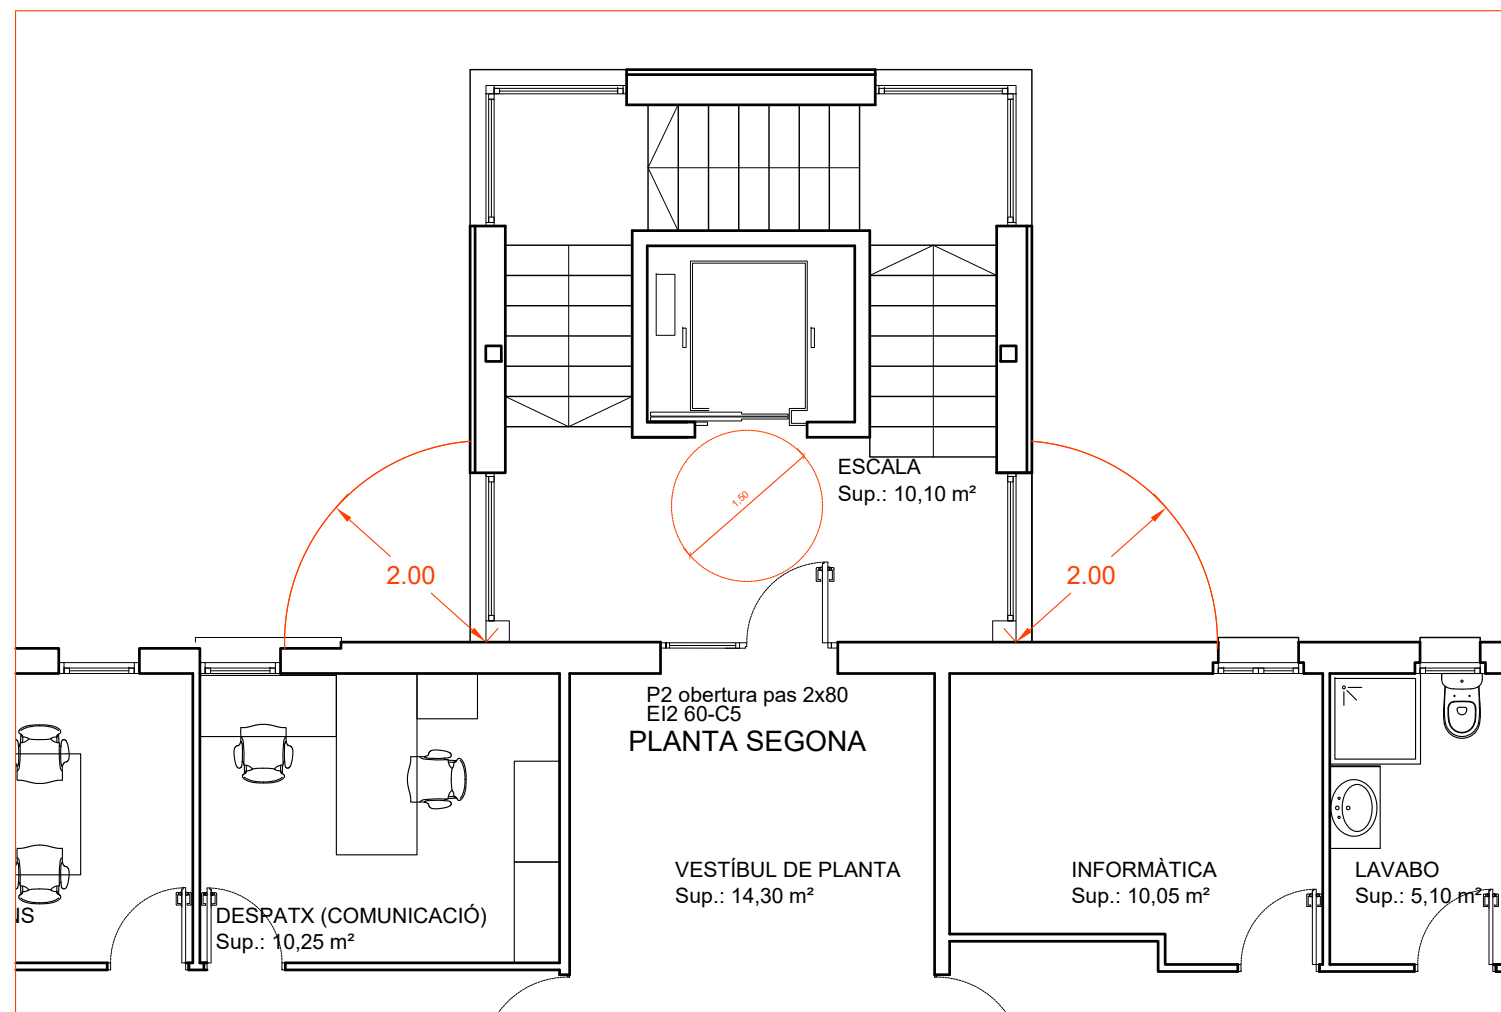 ESCALA
Sup.: 10,10 m²
1,50
2.00
2.00
P2 obertura pas 2x80
EI2 60-C5
PLANTA SEGONA
VESTÍBUL DE PLANTA
Sup.: 14,30 m²
INFORMÀTICA
Sup.: 10,05 m²
LAVABO
Sup.: 5,10 m²
NS
DESPATX (COMUNICACIÓ)
Sup.: 10,25 m²